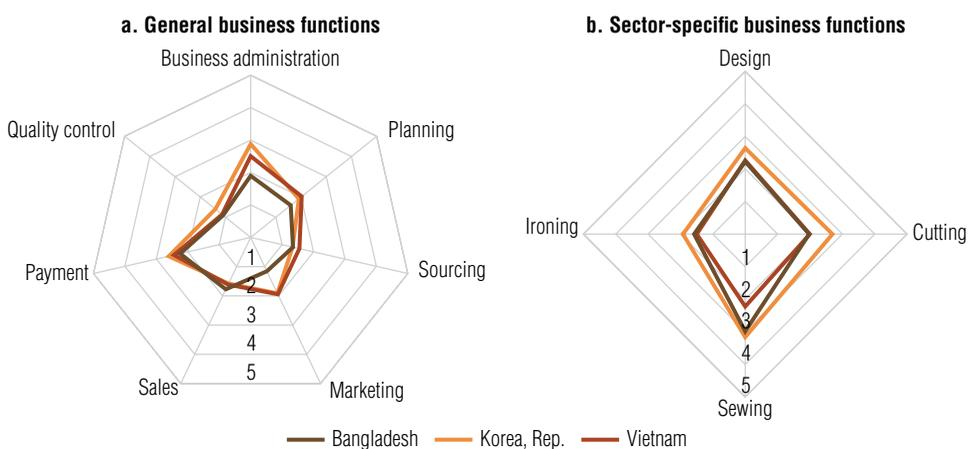 a. General business functions
Business administration
Quality control
Planning
Payment
Sourcing
Sales
Marketing
1
2
3
4
5
b. Sector-specific business functions
Design
Ironing
Cutting
Sewing
1
2
3
4
5
Bangladesh Korea, Rep. Vietnam